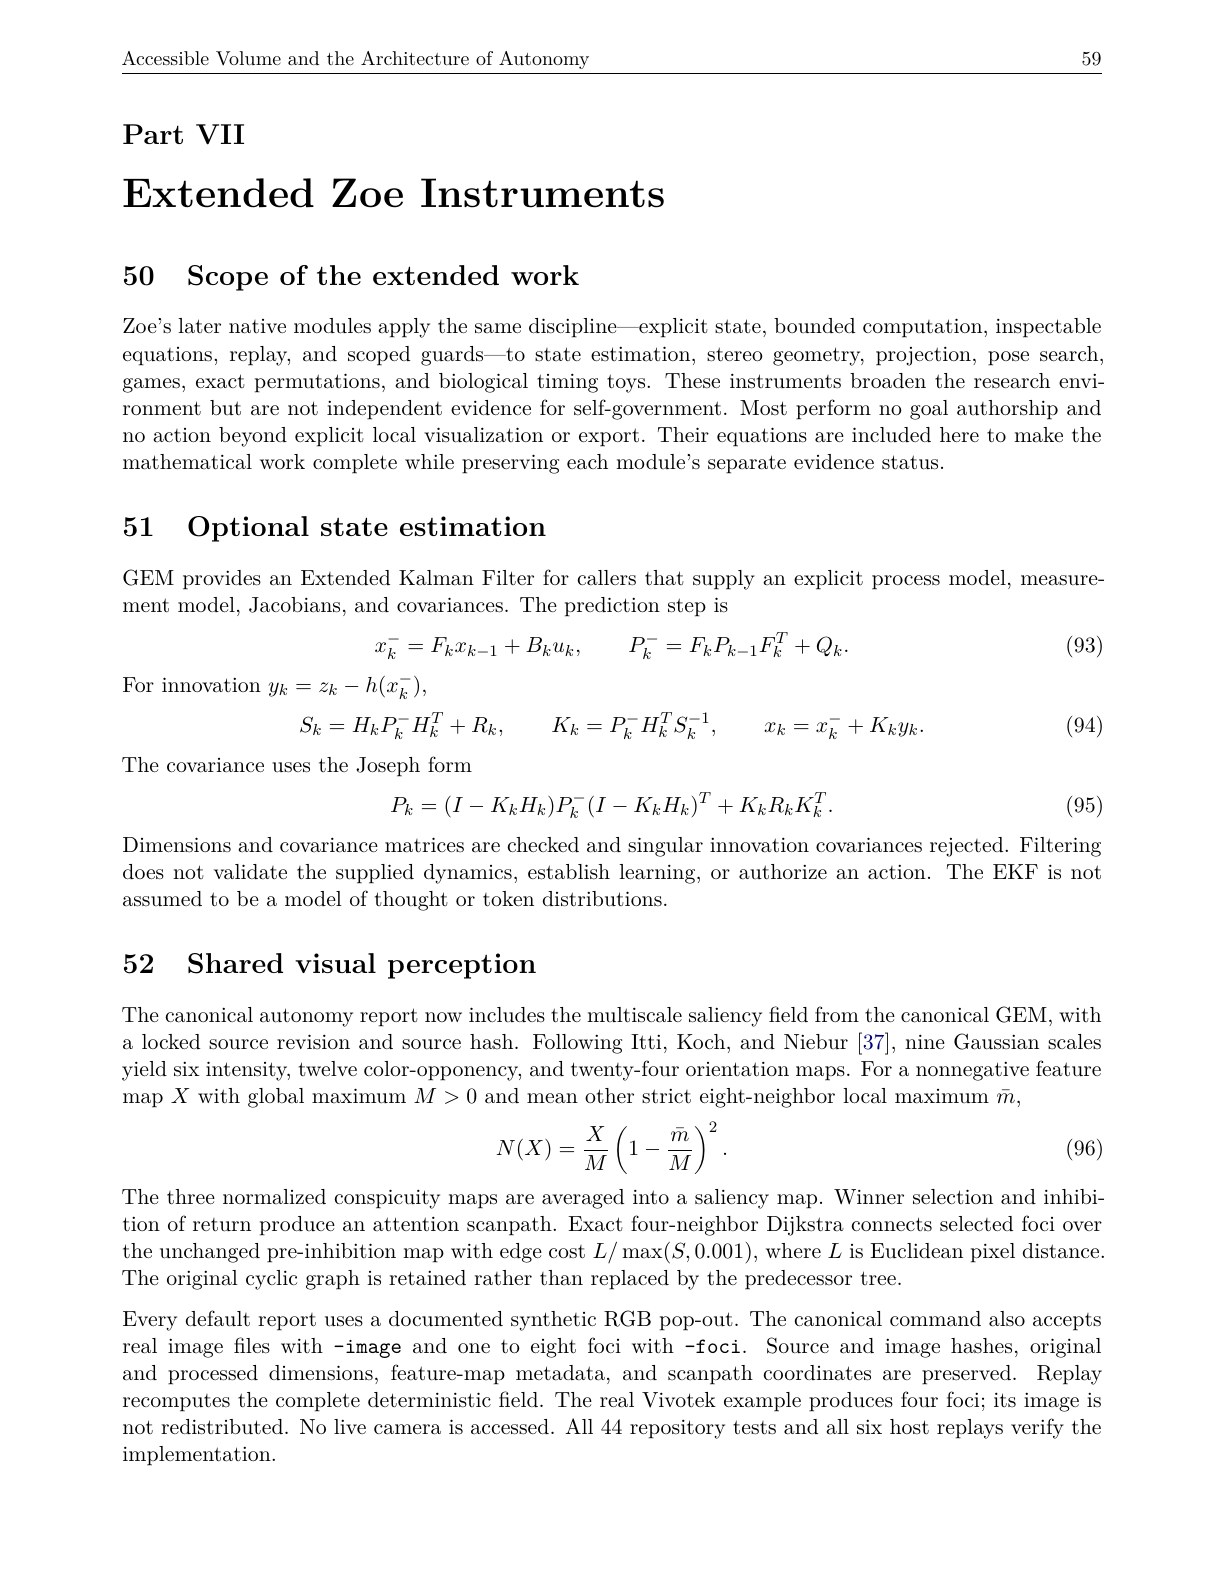 Accessible Volume and the Architecture of Autonomy 59
Part VII
Extended Zoe Instruments
50 Scope of the extended work
Zoe's later native modules apply the same discipline—explicit state, bounded computation, inspectable
equations, replay, and scoped guards—to state estimation, stereo geometry, projection, pose search,
games, exact permutations, and biological timing toys. These instruments broaden the research envi-
ronment but are not independent evidence for self-government. Most perform no goal authorship and
no action beyond explicit local visualization or export. Their equations are included here to make the
mathematical work complete while preserving each module's separate evidence status.
51 Optional state estimation
GEM provides an Extended Kalman Filter for callers that supply an explicit process model, measure-
ment model, Jacobians, and covariances. The prediction step is
$x_k^- = F_k x_{k-1} + B_k u_k, \qquad P_k^- = F_k P_{k-1} F_k^T + Q_k.$ (93)
For innovation $y_k = z_k - h(x_k^-)$,
$S_k = H_k P_k^- H_k^T + R_k, \qquad K_k = P_k^- H_k^T S_k^{-1}, \qquad x_k = x_k^- + K_k y_k.$ (94)
The covariance uses the Joseph form
$P_k = (I - K_k H_k) P_k^- (I - K_k H_k)^T + K_k R_k K_k^T.$ (95)
Dimensions and covariance matrices are checked and singular innovation covariances rejected. Filtering
does not validate the supplied dynamics, establish learning, or authorize an action. The EKF is not
assumed to be a model of thought or token distributions.
52 Shared visual perception
The canonical autonomy report now includes the multiscale saliency field from the canonical GEM, with
a locked source revision and source hash. Following Itti, Koch, and Niebur [37], nine Gaussian scales
yield six intensity, twelve color-opponency, and twenty-four orientation maps. For a nonnegative feature
map $X$ with global maximum $M > 0$ and mean other strict eight-neighbor local maximum $\bar{m}$,
$N(X) = \frac{X}{M} \left(1 - \frac{\bar{m}}{M}\right)^2.$ (96)
The three normalized conspicuity maps are averaged into a saliency map. Winner selection and inhibi-
tion of return produce an attention scanpath. Exact four-neighbor Dijkstra connects selected foci over
the unchanged pre-inhibition map with edge cost $L/\max(S, 0.001)$, where $L$ is Euclidean pixel distance.
The original cyclic graph is retained rather than replaced by the predecessor tree.
Every default report uses a documented synthetic RGB pop-out. The canonical command also accepts
real image files with -image and one to eight foci with -foci. Source and image hashes, original
and processed dimensions, feature-map metadata, and scanpath coordinates are preserved. Replay
recomputes the complete deterministic field. The real Vivotek example produces four foci; its image is
not redistributed. No live camera is accessed. All 44 repository tests and all six host replays verify the
implementation.